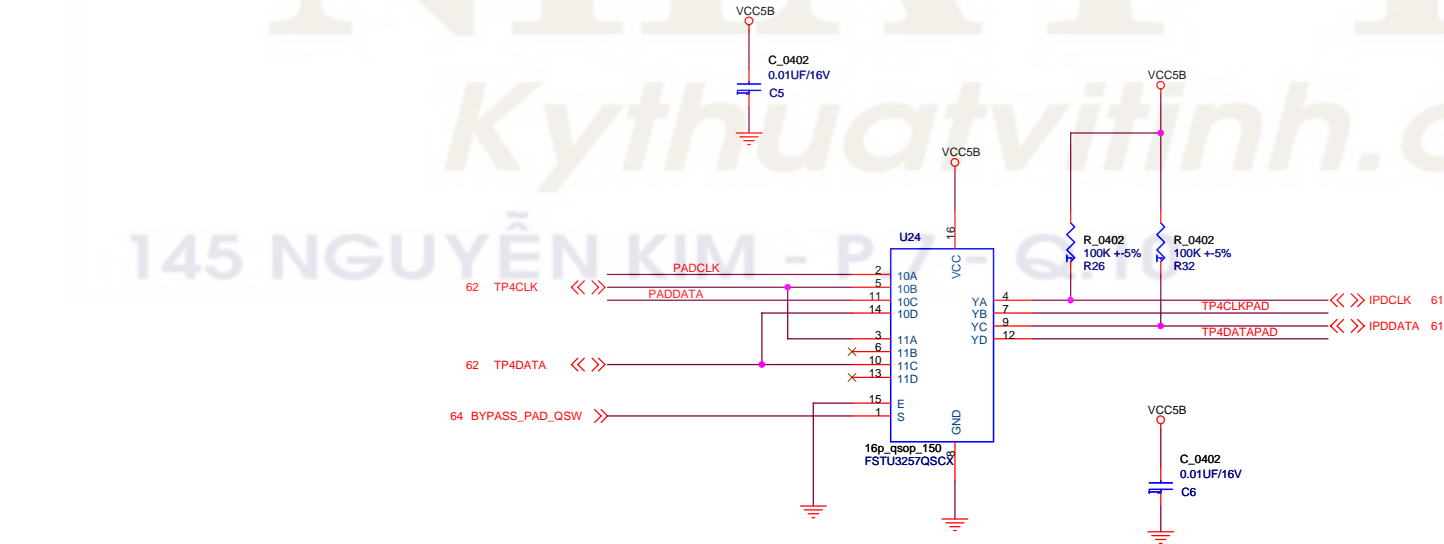 VCC5B
C_0402
0.01UF/16V
C5
Kythuatvitinh.c
VCC5B
VCC5B
145 NGUYỄN KIM - P 7 - Q.10
U24
R_0402
100K +-5%
R26
R_0402
100K +-5%
R32
16
VCC
PADCLK
2
10A
62 TP4CLK
5
10B
PADDATA
11
10C
14
10D
3
11A
6
11B
62 TP4DATA
10
11C
13
11D
15
E
64 BYPASS_PAD_QSW
1
S
YA
4
IPDCLK 61
YB
7
TP4CLKPAD
YC
9
IPDDATA 61
YD
12
TP4DATAPAD
GND
8
16p_qsop_150
FSTU3257QSCX
VCC5B
C_0402
0.01UF/16V
C6